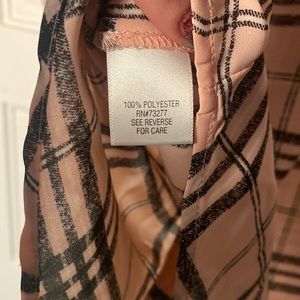 100% POLYESTER
RN#73277
SEE REVERSE
FOR CARE